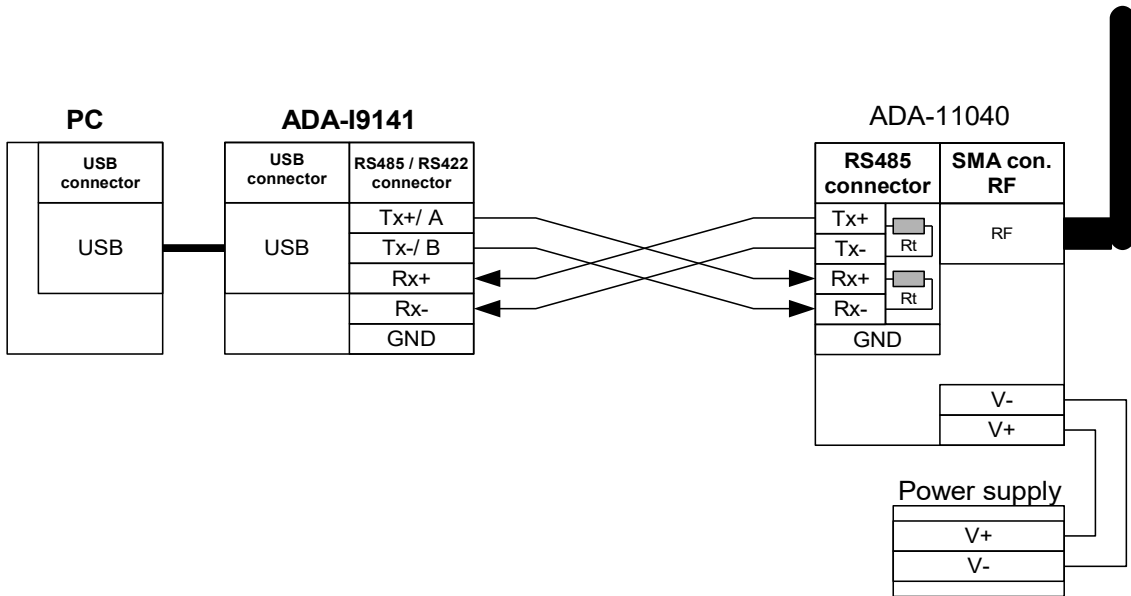 PC
USB
connector
USB
ADA-I9141
USB
connector
RS485 / RS422
connector
USB
Tx+/ A
Tx-/ B
Rx+
Rx-
GND
ADA-11040
RS485
connector
SMA con.
RF
Tx+
Tx-
Rt
Rx+
Rx-
Rt
GND
RF
V-
V+
Power supply
V+
V-